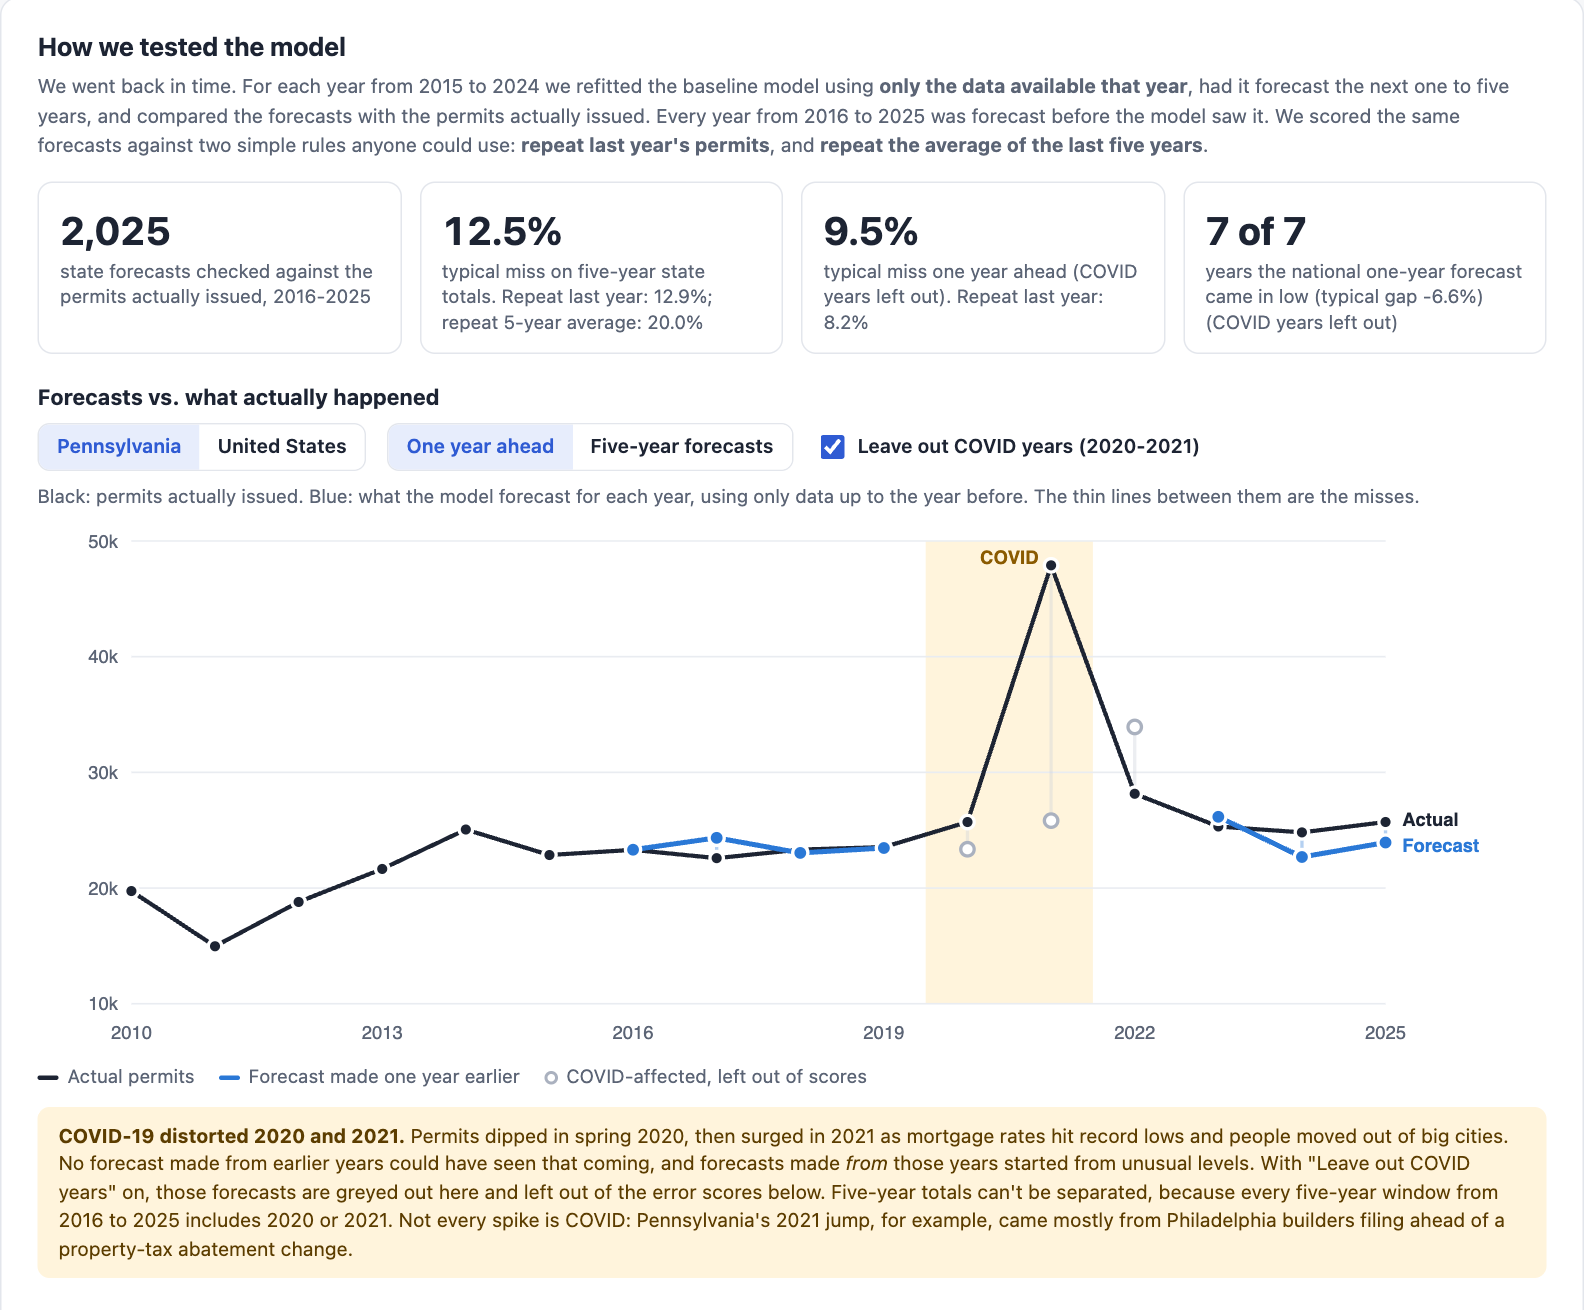 How we tested the model
We went back in time. For each year from 2015 to 2024 we refitted the baseline model using only the data available that year, had it forecast the next one to five
years, and compared the forecasts with the permits actually issued. Every year from 2016 to 2025 was forecast before the model saw it. We scored the same
forecasts against two simple rules anyone could use: repeat last year's permits, and repeat the average of the last five years.
2,025
state forecasts checked against the
permits actually issued, 2016-2025
12.5%
typical miss on five-year state
totals. Repeat last year: 12.9%;
repeat 5-year average: 20.0%
9.5%
typical miss one year ahead (COVID
years left out). Repeat last year:
8.2%
7 of 7
years the national one-year forecast
came in low (typical gap -6.6%)
(COVID years left out)
Forecasts vs. what actually happened
Pennsylvania United States One year ahead Five-year forecasts Leave out COVID years (2020-2021)
Black: permits actually issued. Blue: what the model forecast for each year, using only data up to the year before. The thin lines between them are the misses.
50k
COVID
40k
30k
Actual
Forecast
20k
10k
2010 2013 2016 2019 2022 2025
Actual permits Forecast made one year earlier COVID-affected, left out of scores
COVID-19 distorted 2020 and 2021. Permits dipped in spring 2020, then surged in 2021 as mortgage rates hit record lows and people moved out of big cities.
No forecast made from earlier years could have seen that coming, and forecasts made from those years started from unusual levels. With "Leave out COVID
years" on, those forecasts are greyed out here and left out of the error scores below. Five-year totals can't be separated, because every five-year window from
2016 to 2025 includes 2020 or 2021. Not every spike is COVID: Pennsylvania's 2021 jump, for example, came mostly from Philadelphia builders filing ahead of a
property-tax abatement change.